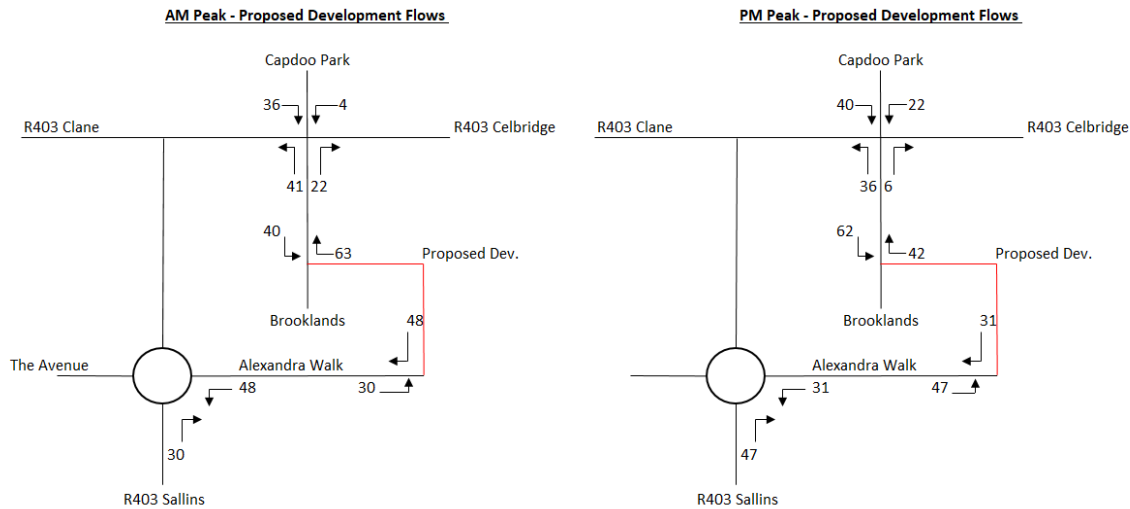 AM Peak - Proposed Development Flows
Capdoo Park
36 4
R403 Clane R403 Celbridge
41 22
40
63 Proposed Dev.
Brooklands 48
The Avenue Alexandra Walk
48 30
30
R403 Sallins
PM Peak - Proposed Development Flows
Capdoo Park
40 22
R403 Clane R403 Celbridge
36 6
62
42 Proposed Dev.
Brooklands 31
Alexandra Walk
31 47
47
R403 Sallins